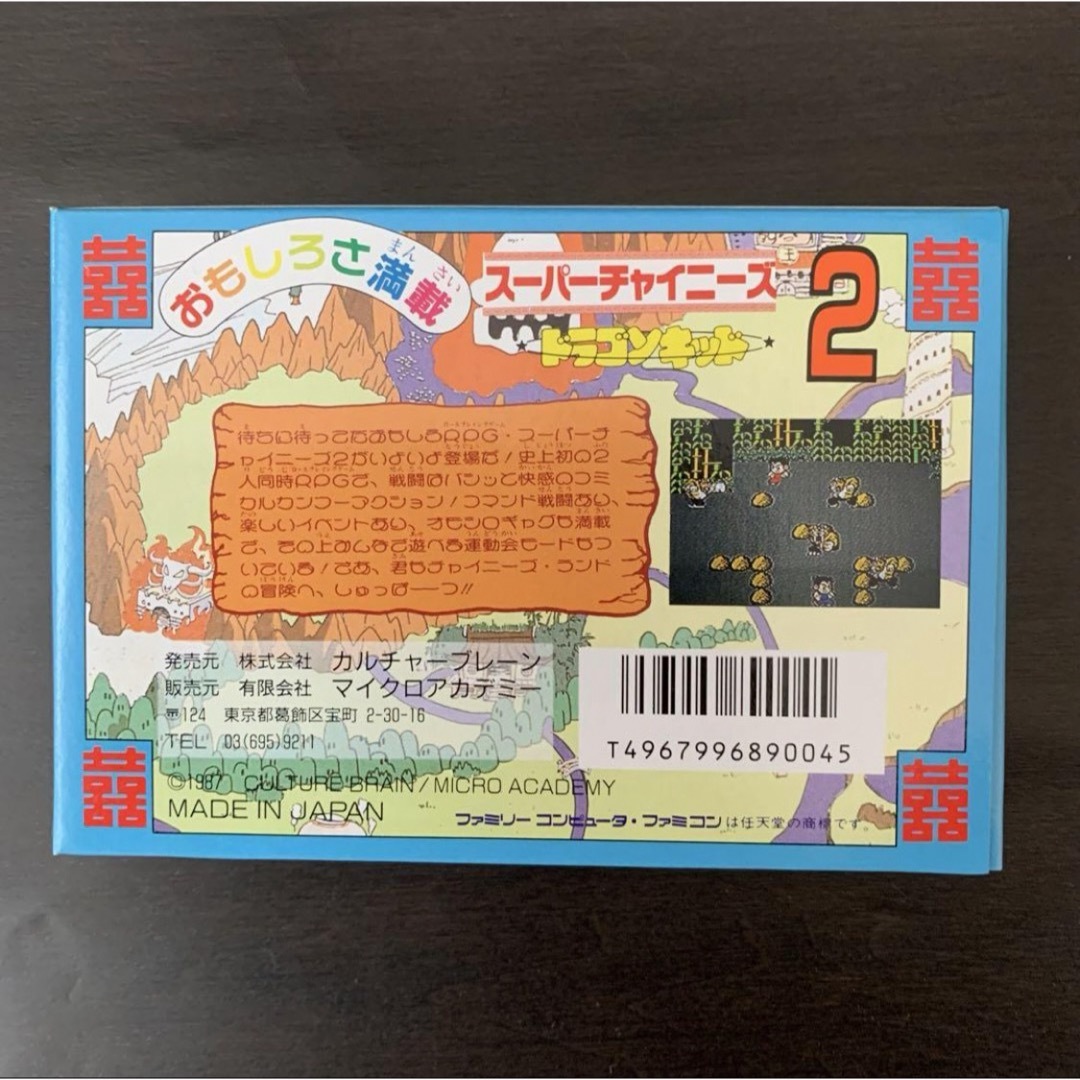 おもしろさ満載
まんさい
スーパーチャイニーズ2
ドラゴンキッド
待ちに待ったおもしろRPG・スーパーチ
ャイニーズ2がいよいよ登場だ!史上初の2
人同時RPGで、戦闘はバシッと快感のコミ
カルカンフーアクション!コマンド戦闘あり、
楽しいイベントあり、オモシロギャグも満載
で、その上みんなで遊べる運動会モードもつ
いている!さあ、君もチャイニーズ・ランド
の冒険へ、しゅっぱーーつ!!
発売元 株式会社 カルチャーブレーン
販売元 有限会社 マイクロアカデミー
〒124 東京都葛飾区宝町 2-30-16
TEL 03(695)9211
T4967996890045
©1987 CULTURE BRAIN / MICRO ACADEMY
MADE IN JAPAN
ファミリーコンピュータ・ファミコンは任天堂の商標です。
囍
囍
囍
囍